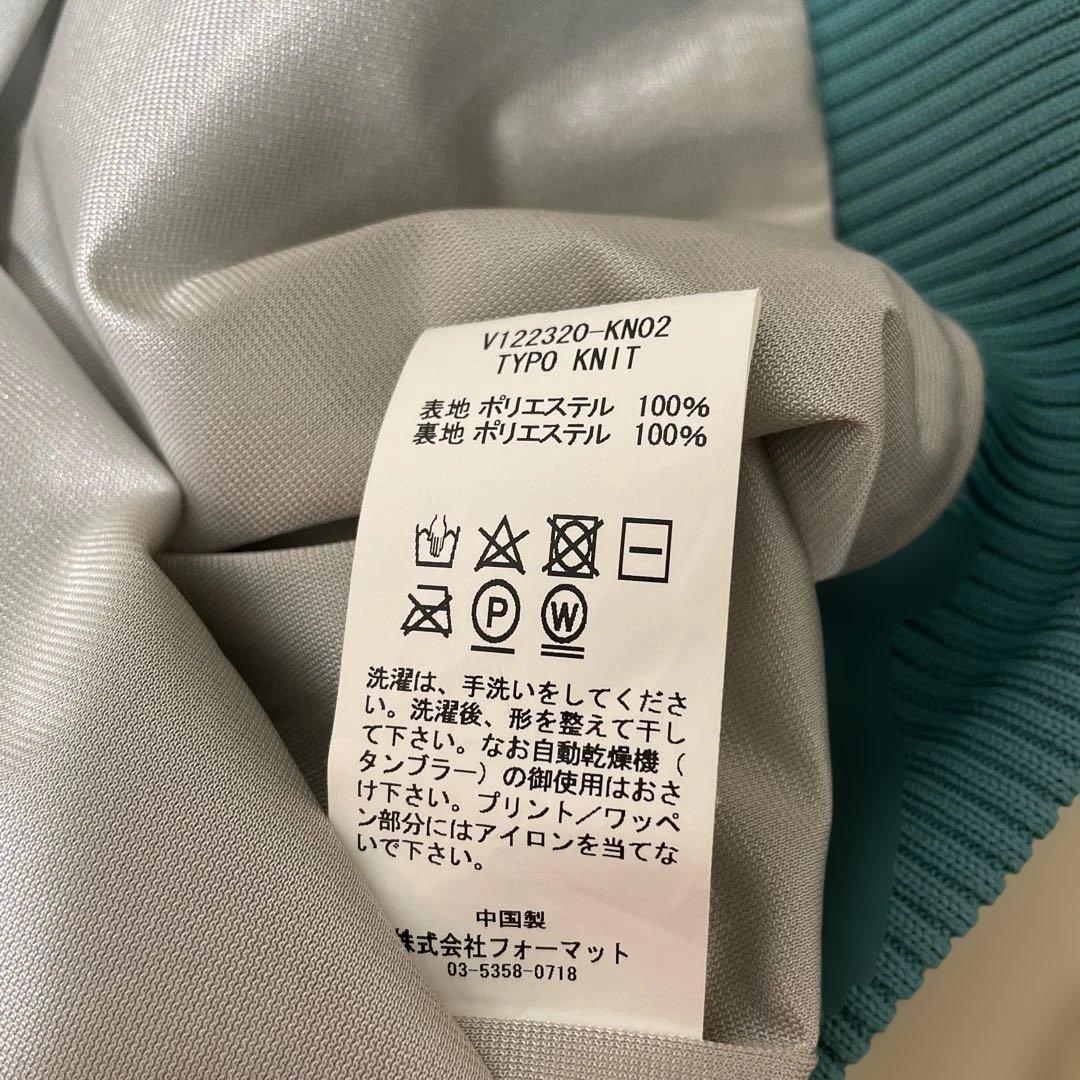 V122320-KN02
TYPO KNIT
表地 ポリエステル 100%
裏地 ポリエステル 100%
P W
洗濯は、手洗いをしてくださ
い。洗濯後、形を整えて干し
て下さい。なお自動乾燥機（
タンブラー）の御使用はおさ
け下さい。プリント／ワッペ
ン部分にはアイロンを当てな
いで下さい。
中国製
株式会社フォーマット
03-5358-0718